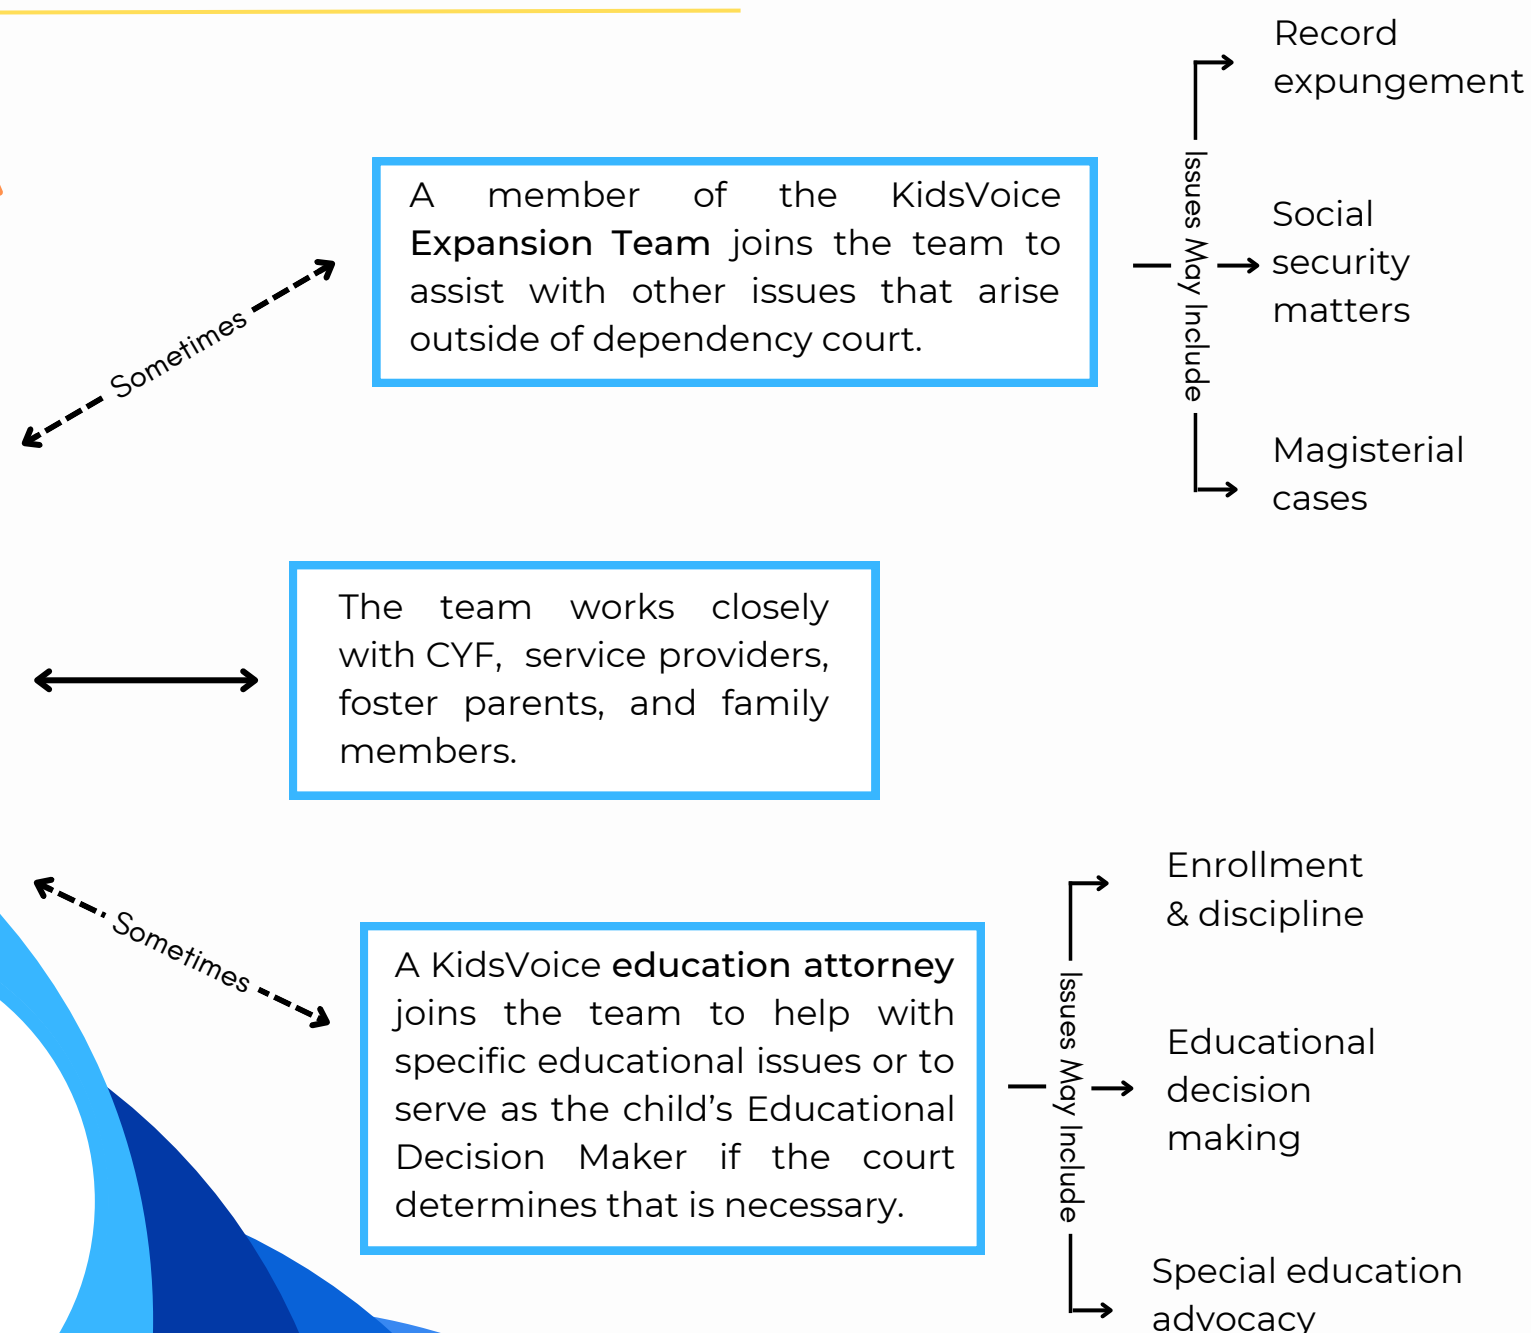 Record
expungement
Sometimes
A member of the KidsVoice
Expansion Team joins the team to
assist with other issues that arise
outside of dependency court.
Issues May Include
Social
security
matters
Magisterial
cases
The team works closely
with CYF, service providers,
foster parents, and family
members.
Sometimes
A KidsVoice education attorney
joins the team to help with
specific educational issues or to
serve as the child’s Educational
Decision Maker if the court
determines that is necessary.
Issues May Include
Enrollment
& discipline
Educational
decision
making
Special education
advocacy